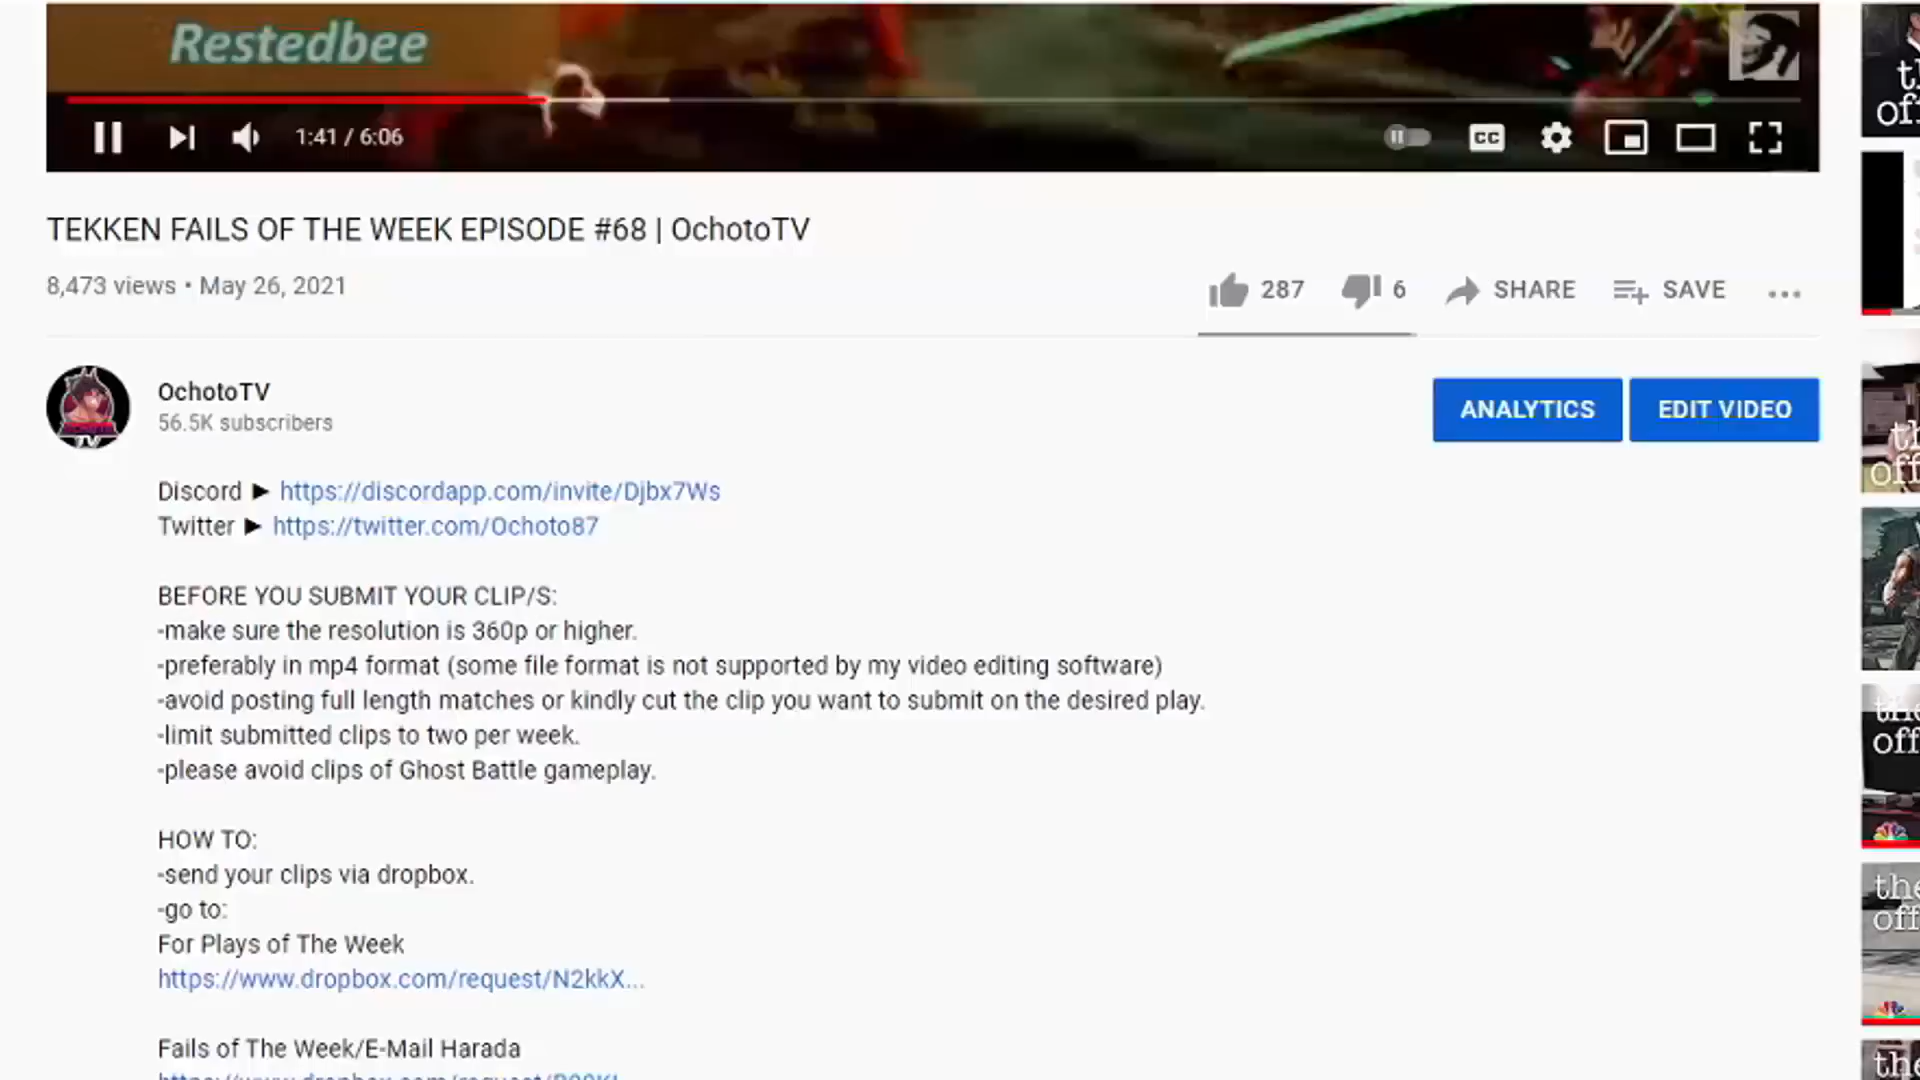 Restedbee
1:41 / 6:06
CC
TEKKEN FAILS OF THE WEEK EPISODE #68 | OchotoTV
8,473 views • May 26, 2021
287
6
SHARE
SAVE
OchotoTV
56.5K subscribers
ANALYTICS
EDIT VIDEO
Discord ► https://discordapp.com/invite/Djbx7Ws
Twitter ► https://twitter.com/Ochoto87
BEFORE YOU SUBMIT YOUR CLIP/S:
-make sure the resolution is 360p or higher.
-preferably in mp4 format (some file format is not supported by my video editing software)
-avoid posting full length matches or kindly cut the clip you want to submit on the desired play.
-limit submitted clips to two per week.
-please avoid clips of Ghost Battle gameplay.
HOW TO:
-send your clips via dropbox.
-go to:
For Plays of The Week
https://www.dropbox.com/request/N2kkX...
Fails of The Week/E-Mail Harada